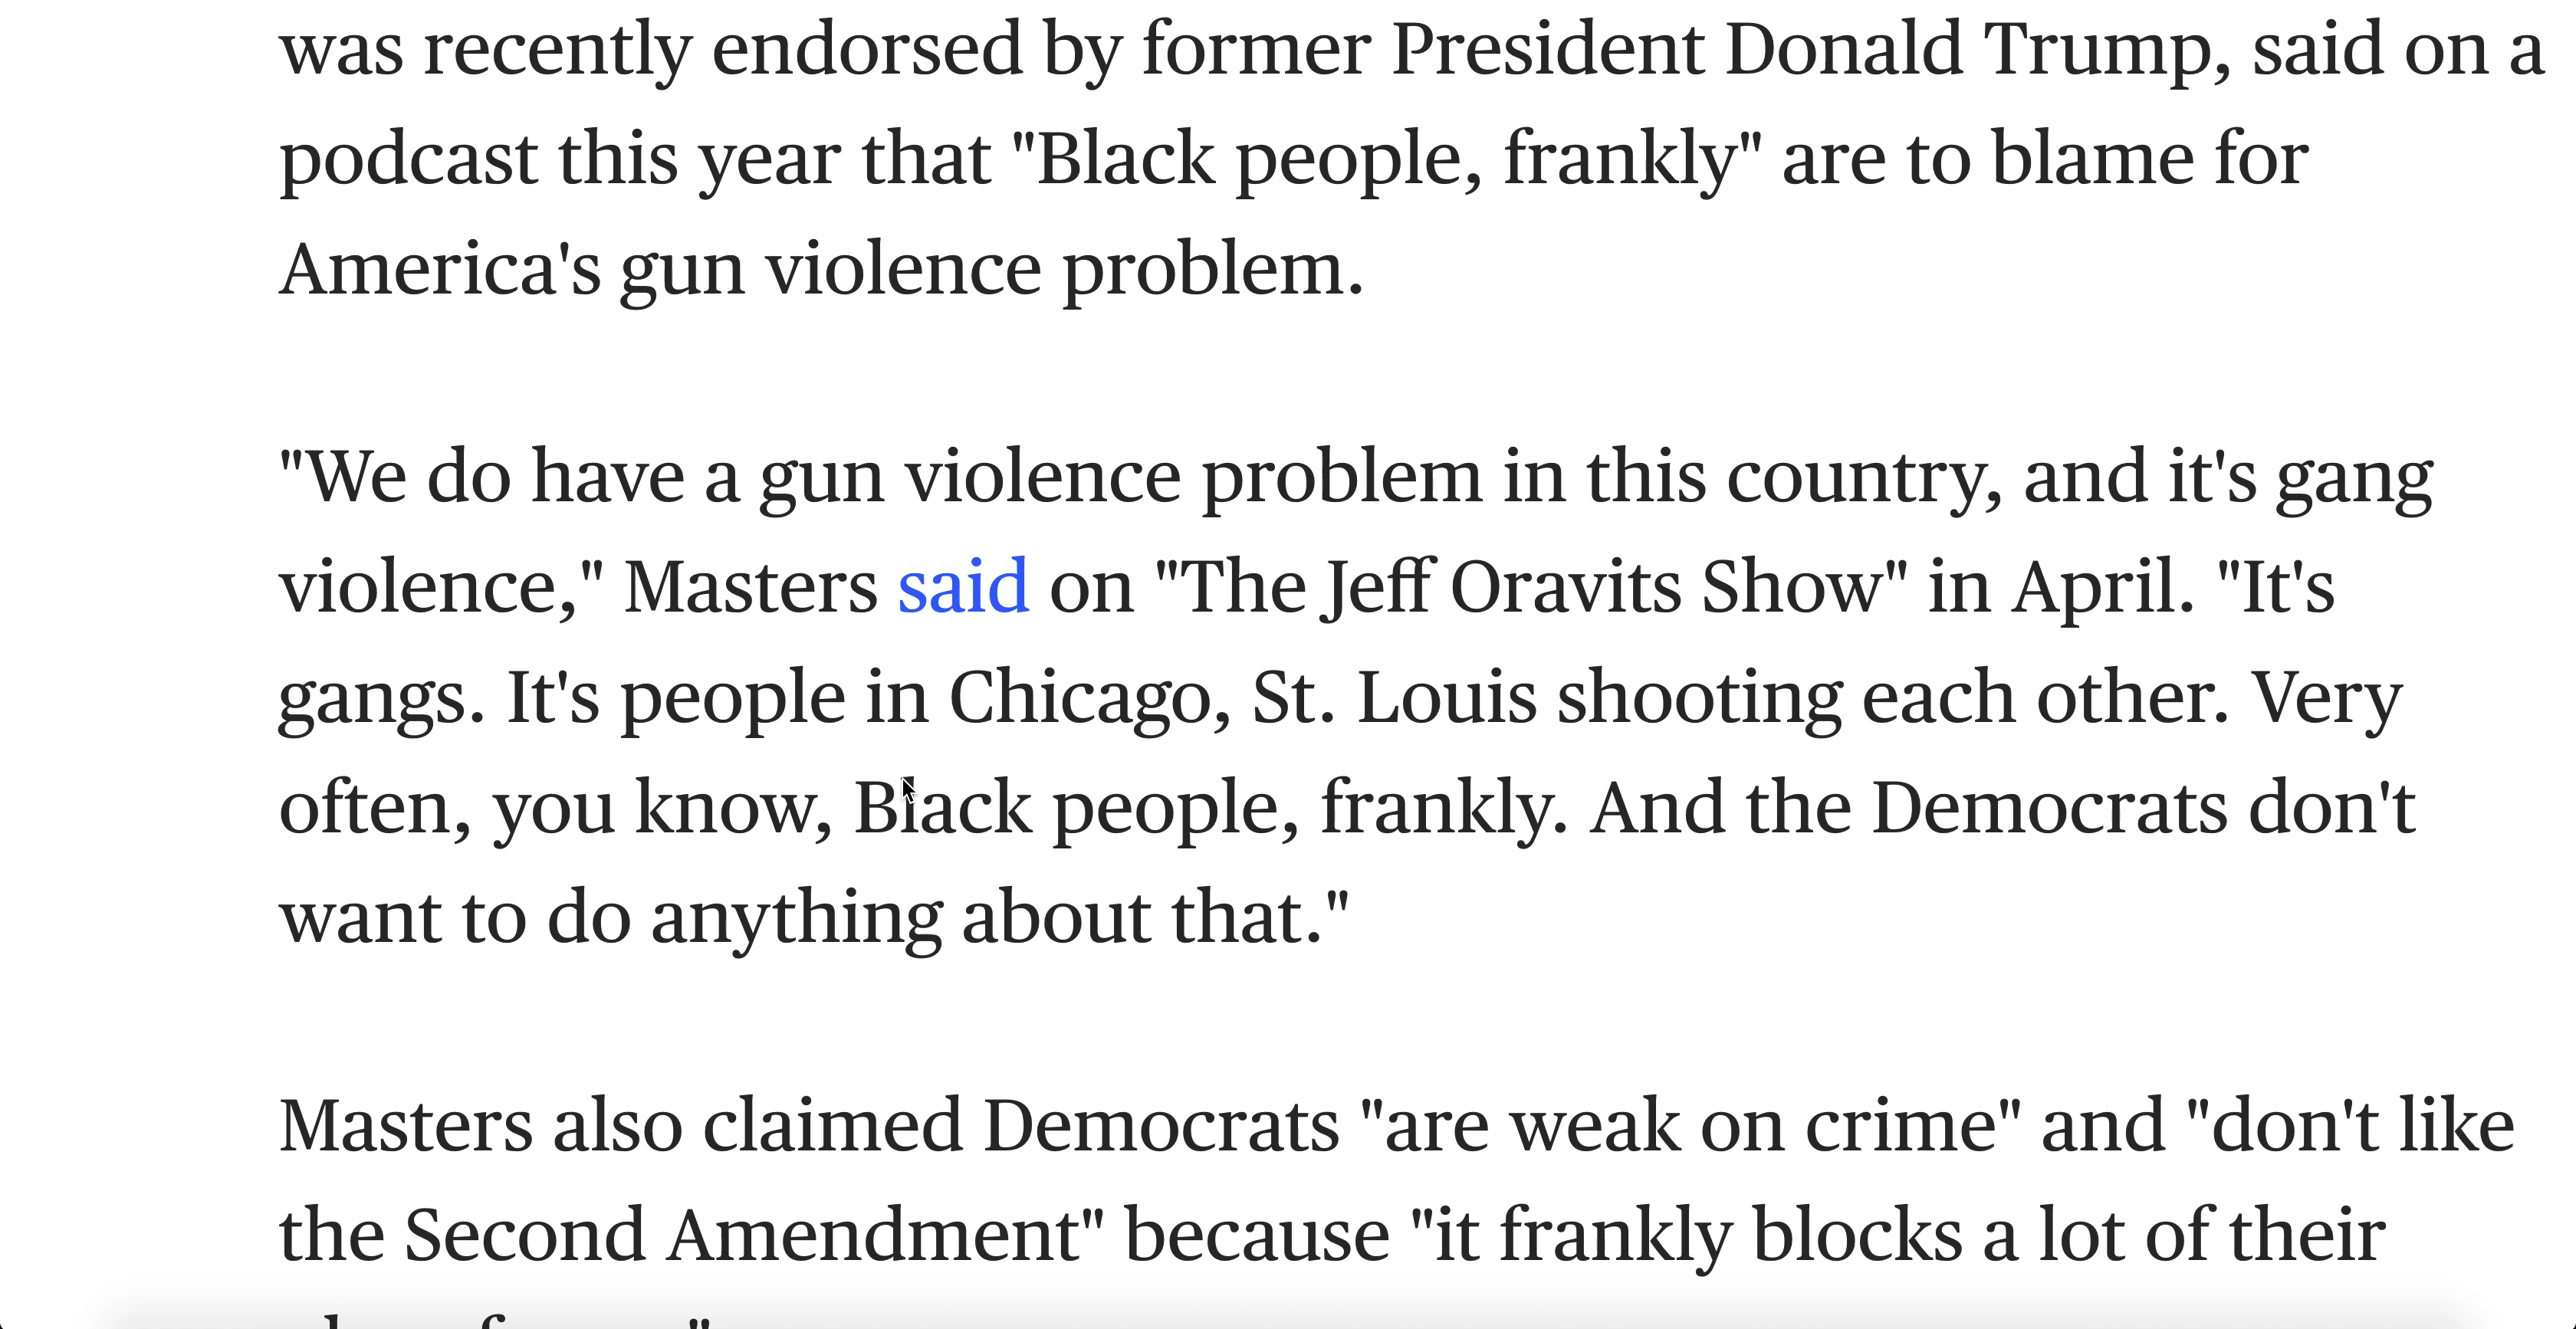 was recently endorsed by former President Donald Trump, said on a
podcast this year that "Black people, frankly" are to blame for
America's gun violence problem.
"We do have a gun violence problem in this country, and it's gang
violence," Masters said on "The Jeff Oravits Show" in April. "It's
gangs. It's people in Chicago, St. Louis shooting each other. Very
often, you know, Black people, frankly. And the Democrats don't
want to do anything about that."
Masters also claimed Democrats "are weak on crime" and "don't like
the Second Amendment" because "it frankly blocks a lot of their